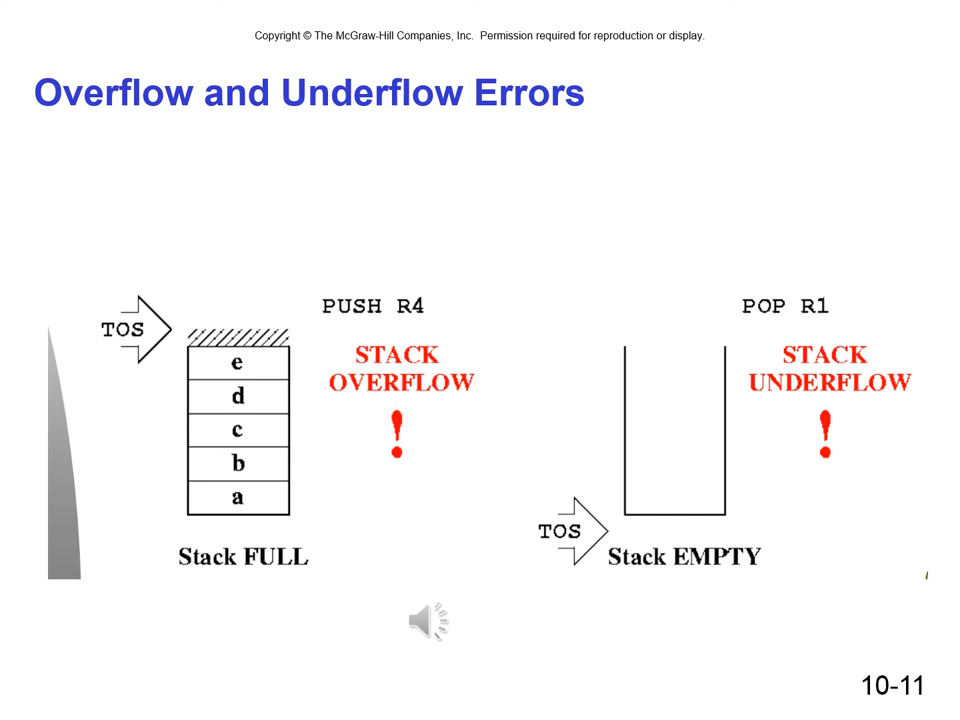 Copyright © The McGraw-Hill Companies, Inc. Permission required for reproduction or display.
Overflow and Underflow Errors
TOS
PUSH R4
STACK
OVERFLOW
!
e
d
c
b
a
Stack FULL
POP R1
STACK
UNDERFLOW
!
TOS
Stack EMPTY
10-11